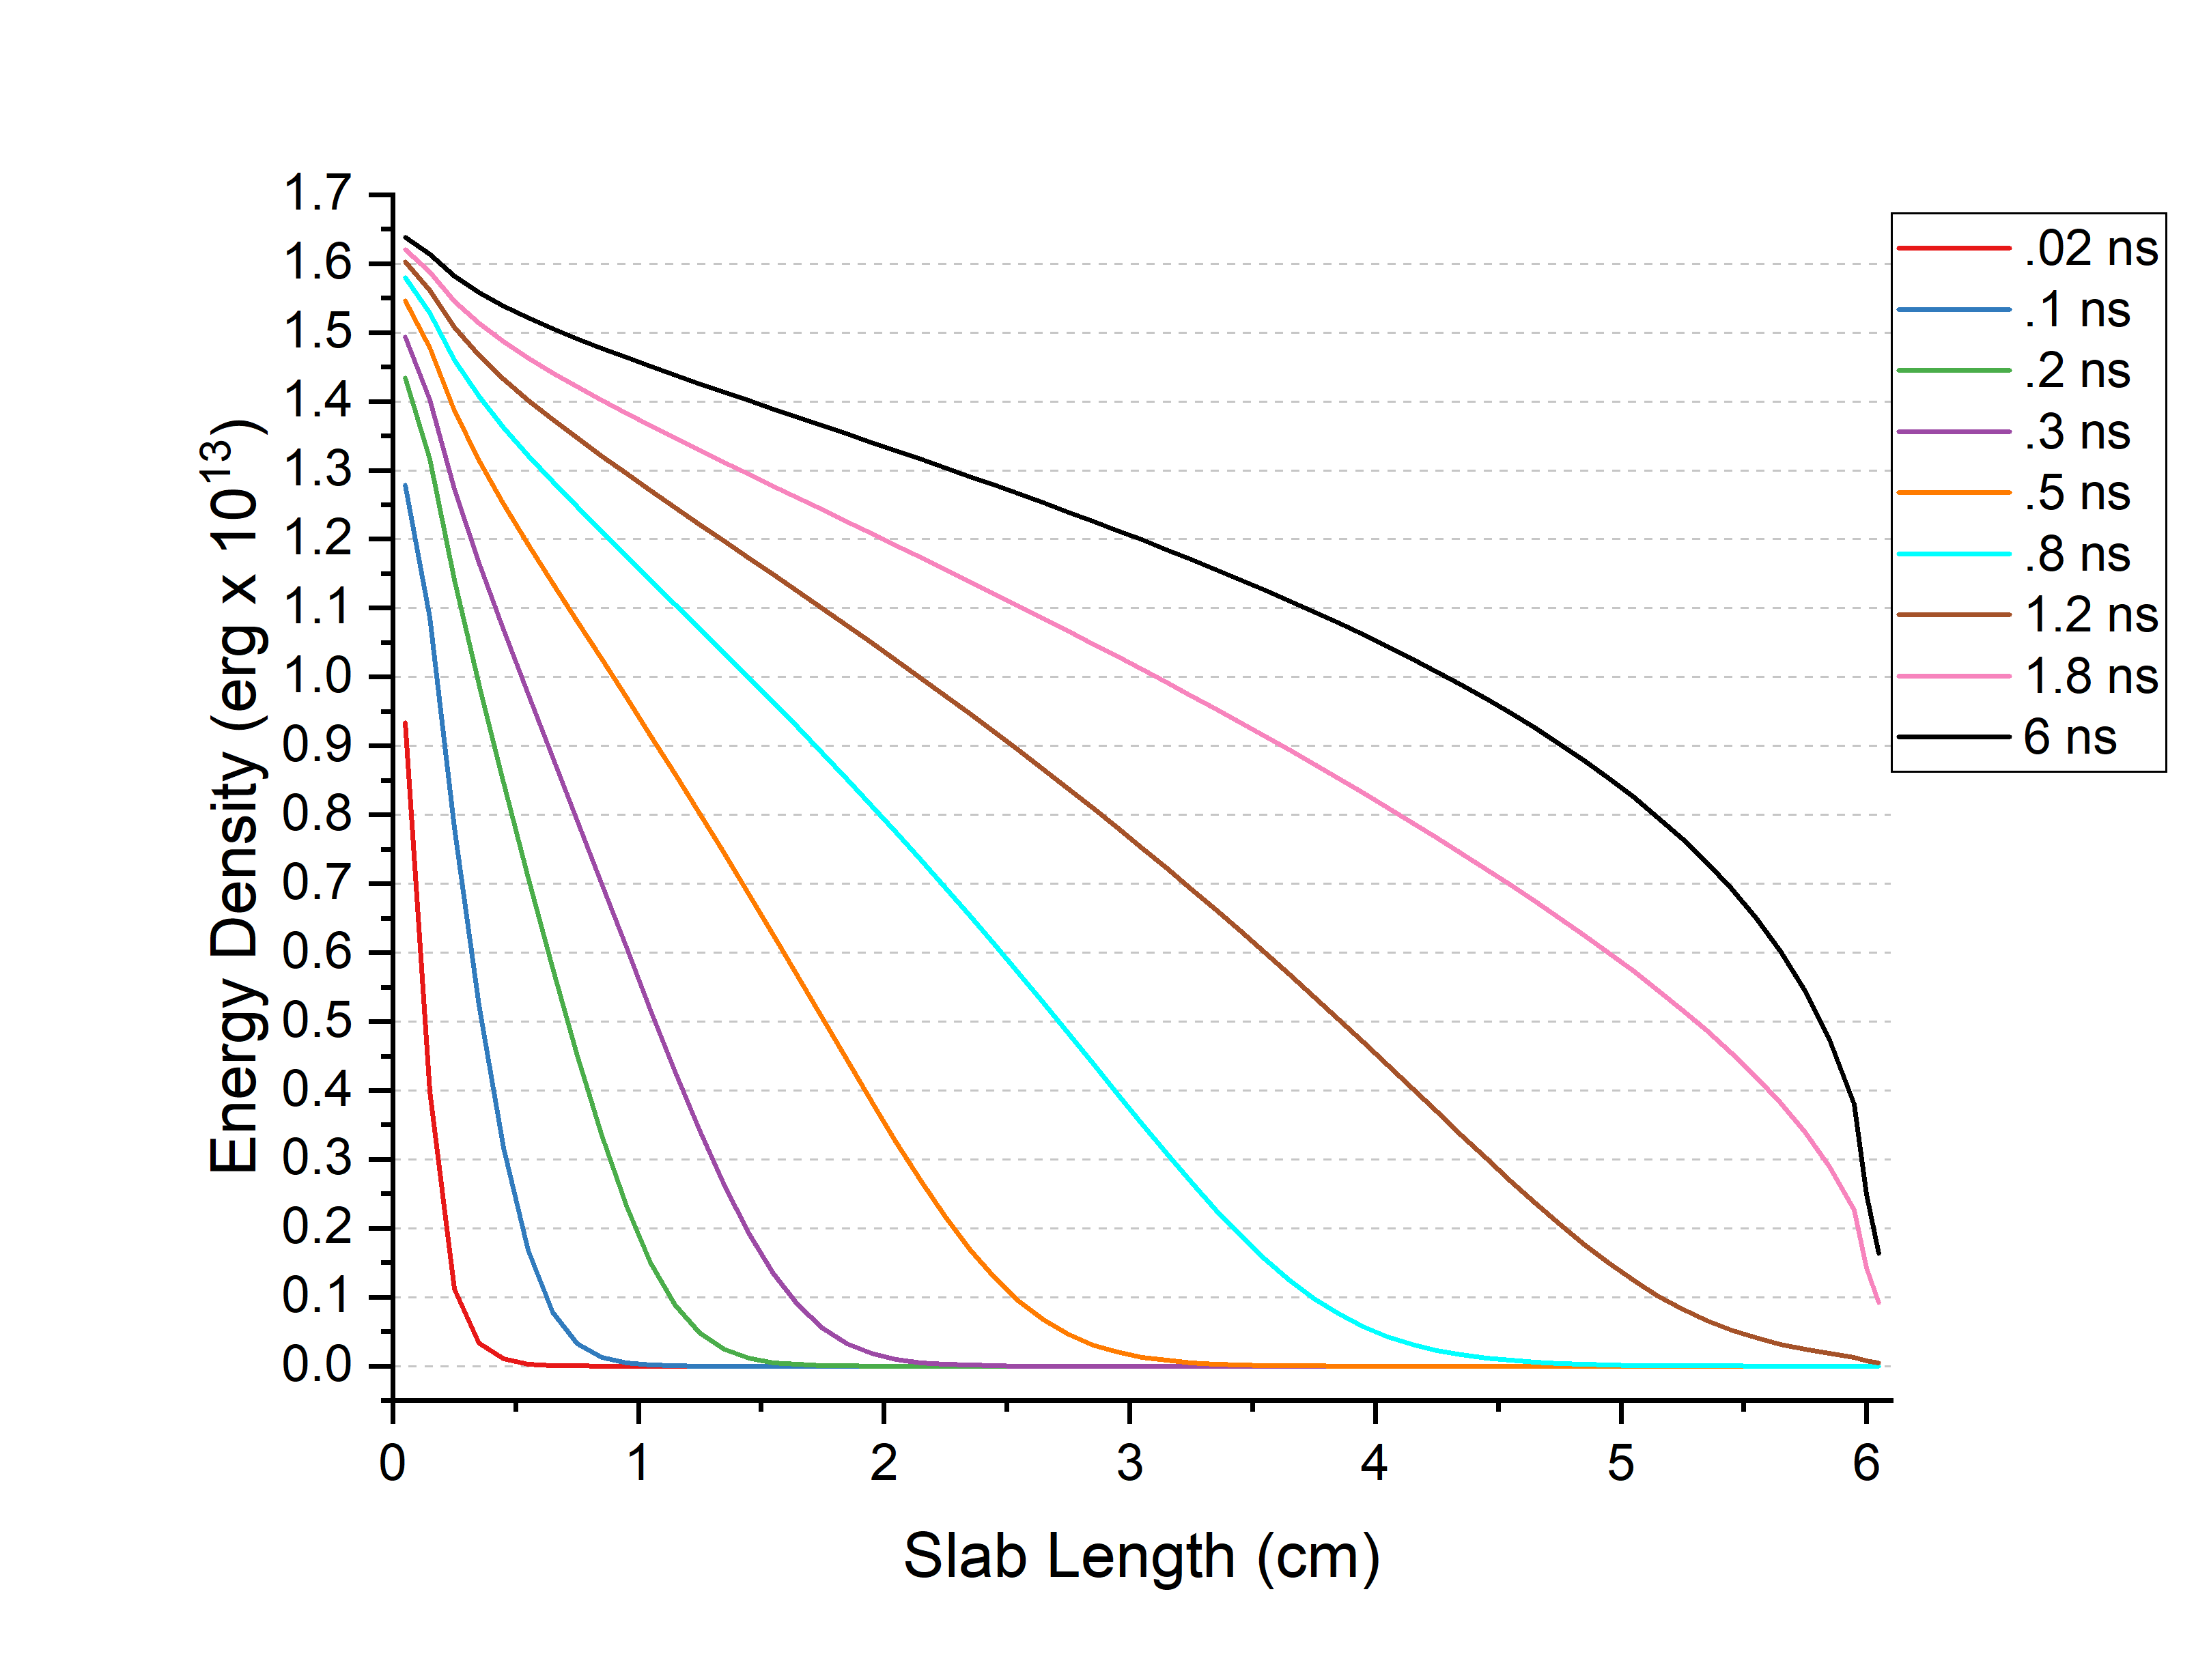 1.7
1.6
1.5
1.4
1.3
1.2
1.1
1.0
0.9
0.8
0.7
0.6
0.5
0.4
0.3
0.2
0.1
0.0
Energy Density (erg x 10¹³)
0 1 2 3 4 5 6
Slab Length (cm)
.02 ns
.1 ns
.2 ns
.3 ns
.5 ns
.8 ns
1.2 ns
1.8 ns
6 ns